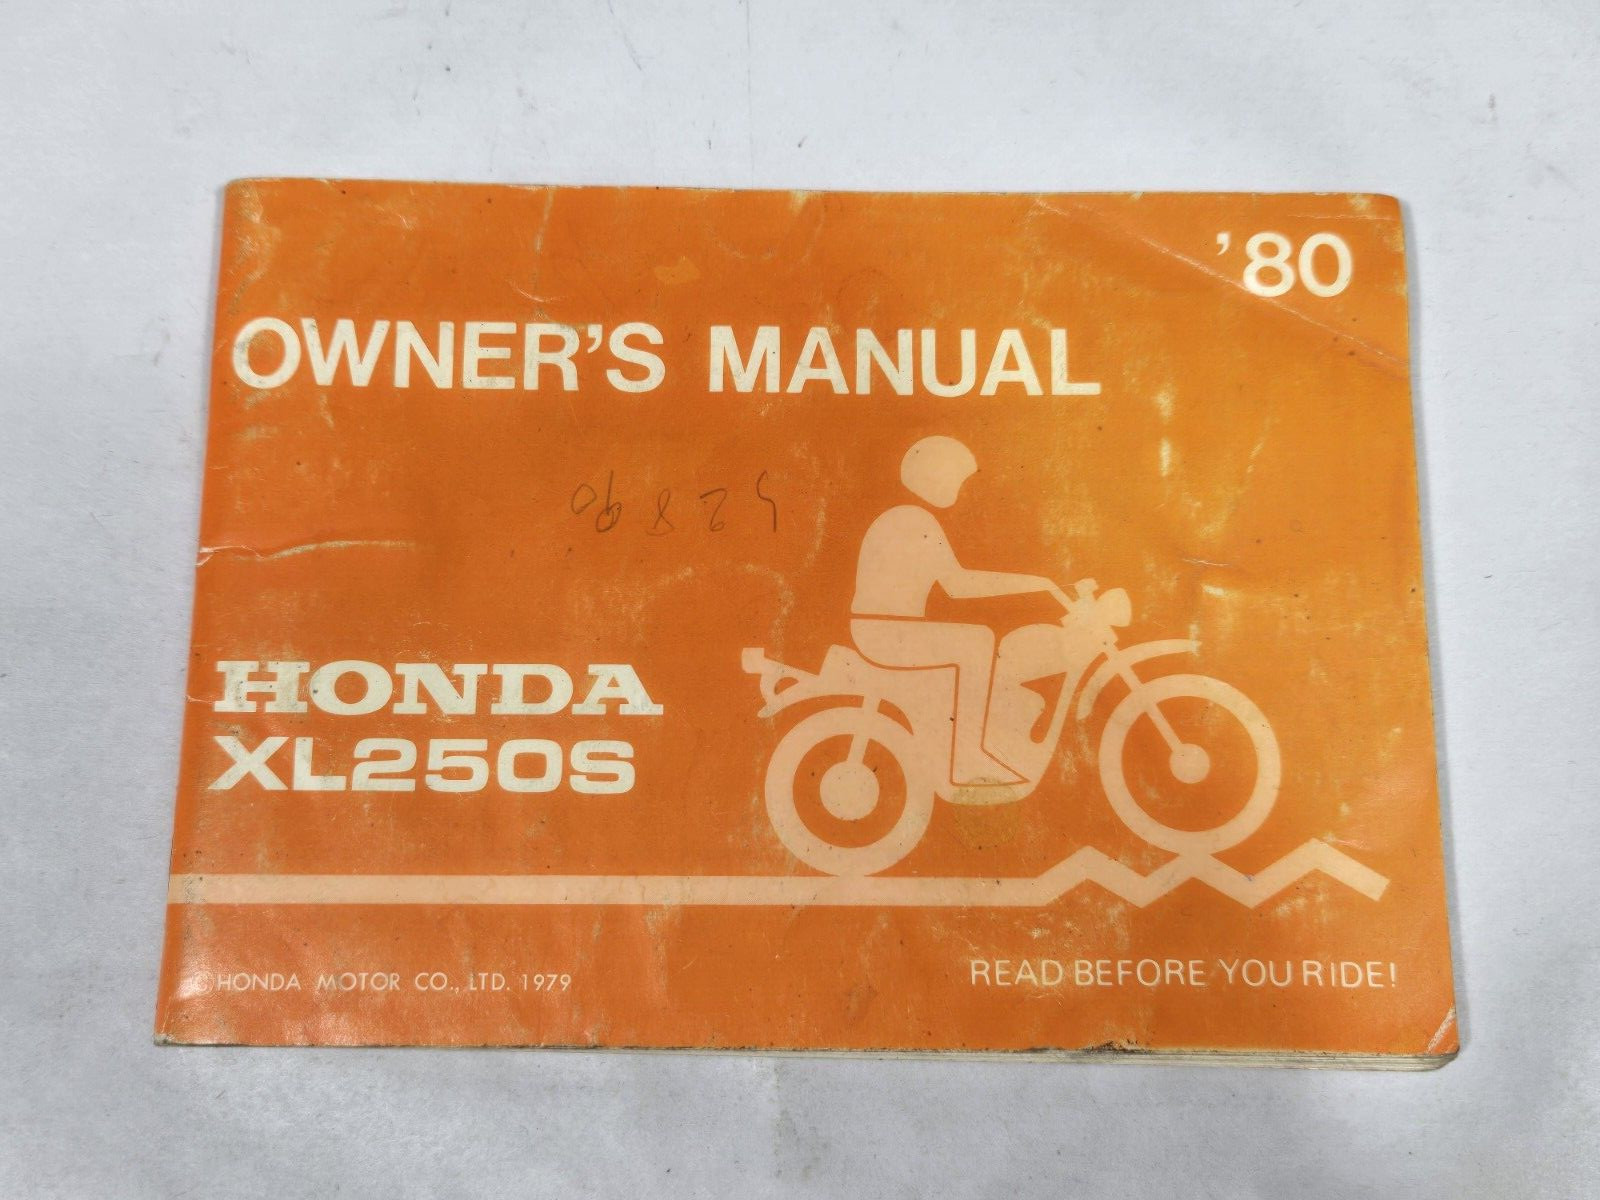 '80
OWNER'S MANUAL
HONDA
XL250S
©HONDA MOTOR CO., LTD. 1979
READ BEFORE YOU RIDE!